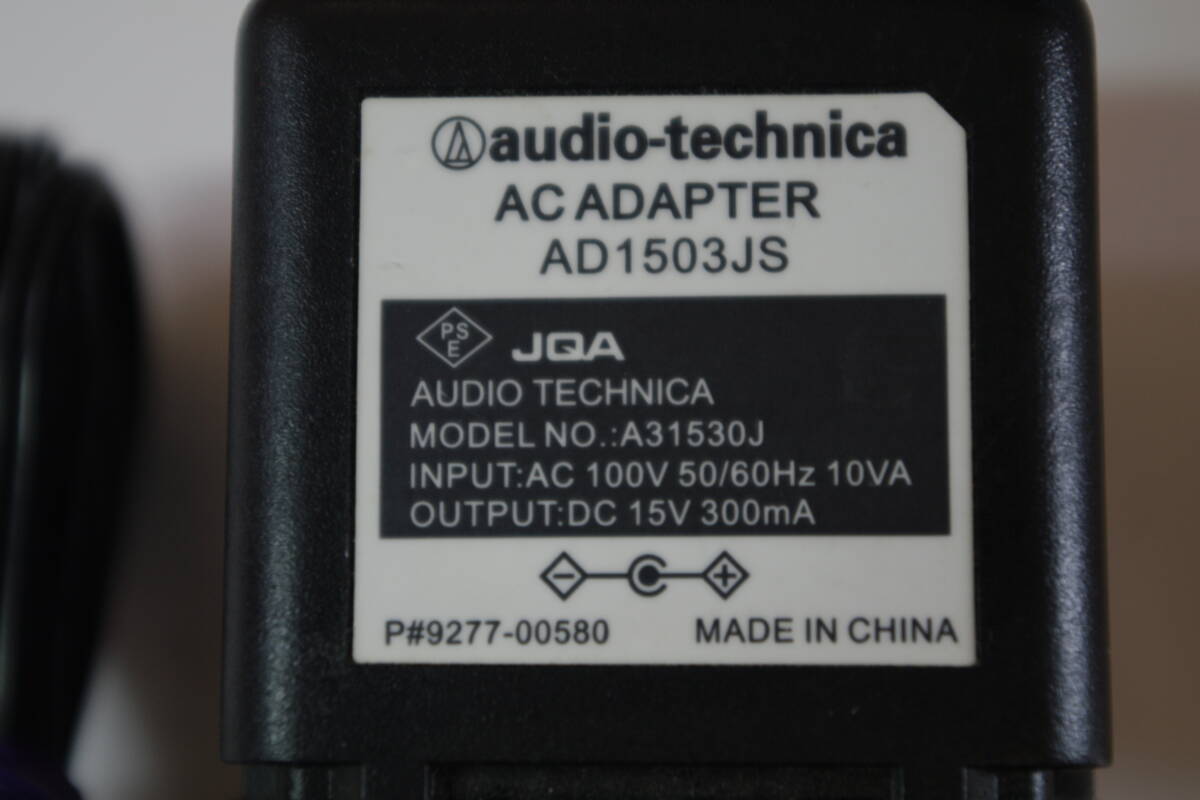 audio-technica
AC ADAPTER
AD1503JS
PSE JQA
AUDIO TECHNICA
MODEL NO.:A31530J
INPUT:AC 100V 50/60Hz 10VA
OUTPUT:DC 15V 300mA
P#9277-00580 MADE IN CHINA